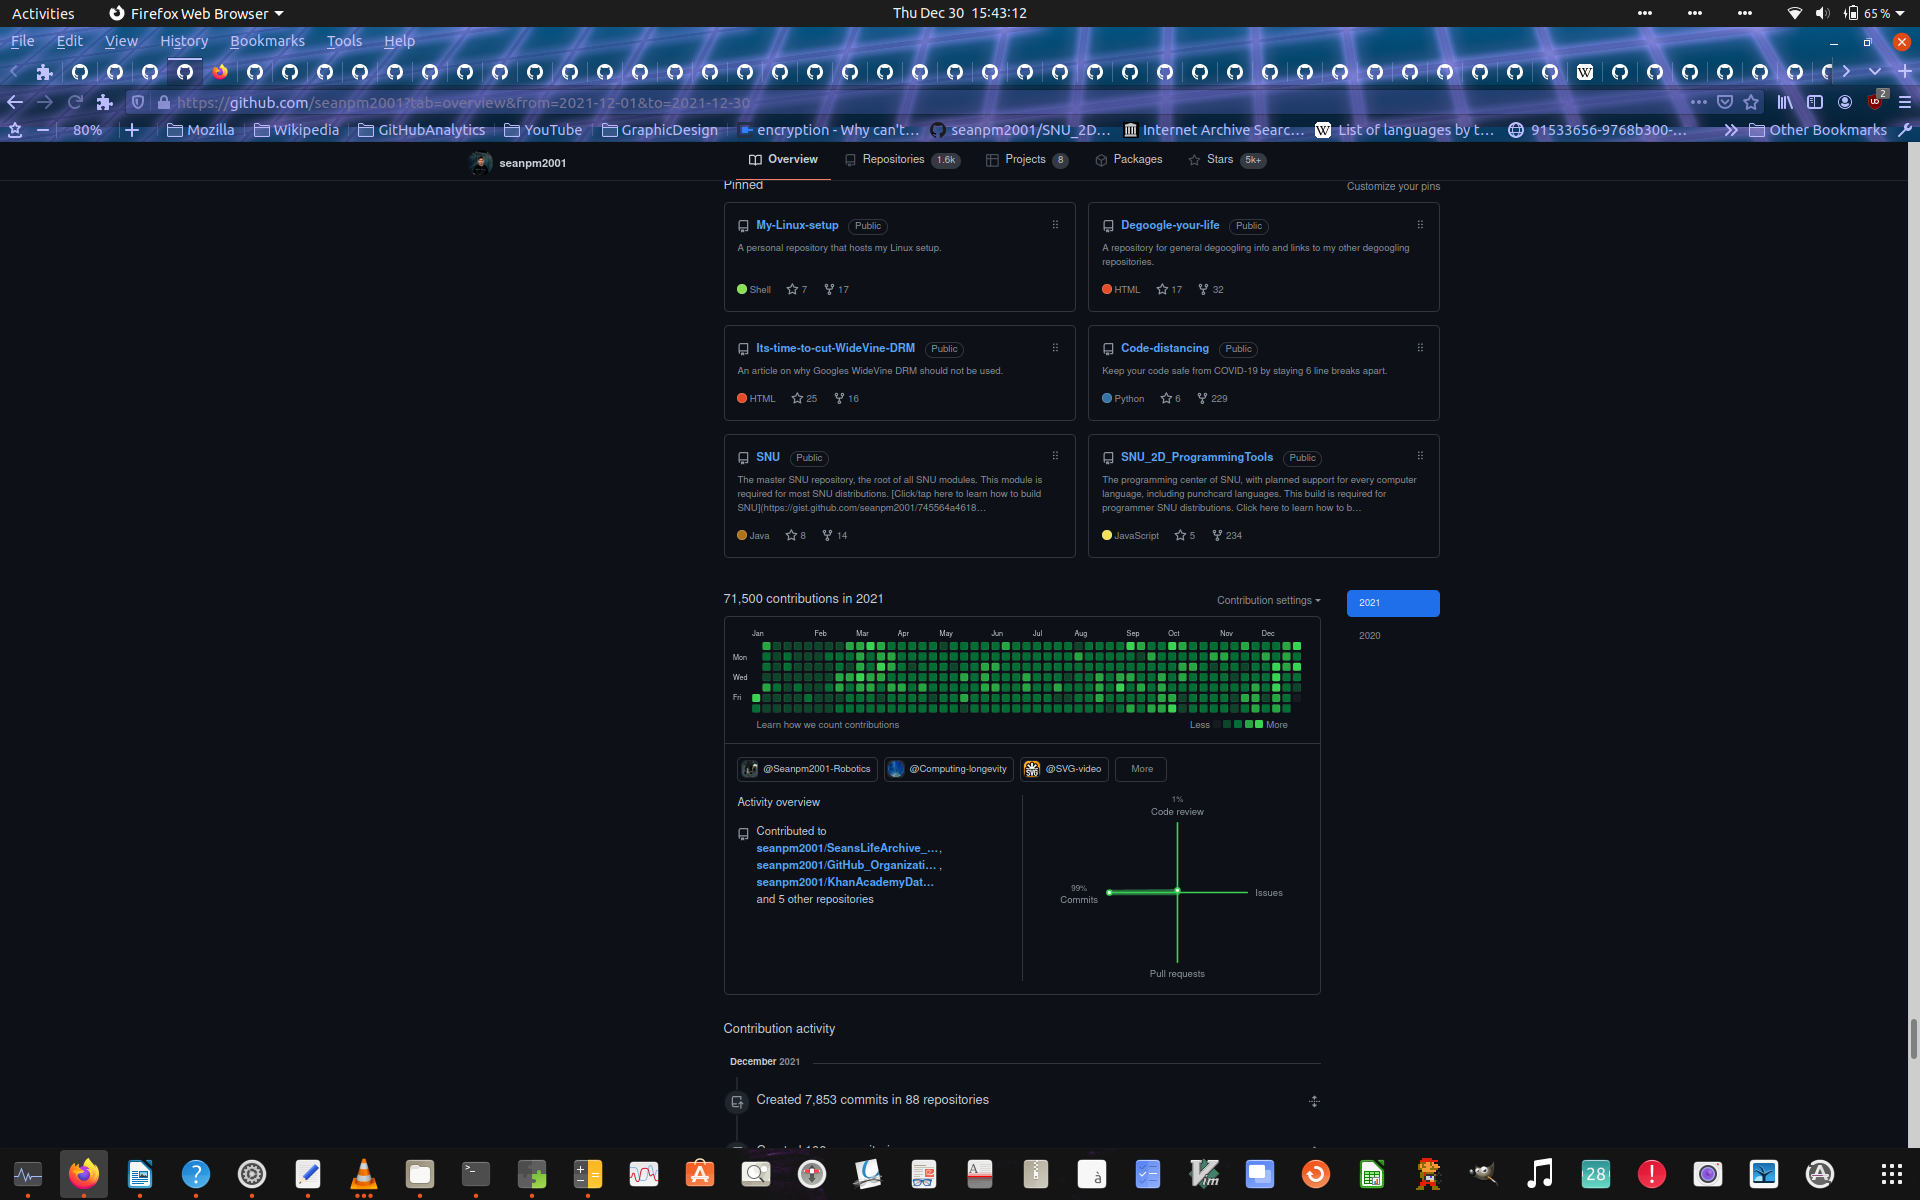 Activities
Firefox Web Browser
Thu Dec 30 15:43:12
65 %
File Edit View History Bookmarks Tools Help
https://github.com/seanpm2001?tab=overview&from=2021-12-01&to=2021-12-30
2
80%
Mozilla
Wikipedia
GitHubAnalytics
YouTube
GraphicDesign
encryption - Why can't...
seanpm2001/SNU_2D...
Internet Archive Searc...
List of languages by t...
91533656-9768b300-...
Other Bookmarks
seanpm2001
Overview
Repositories 1.6k
Projects 8
Packages
Stars 5k+
Pinned
Customize your pins
My-Linux-setup Public
A personal repository that hosts my Linux setup.
Shell 7 17
Degoogle-your-life Public
A repository for general degoogling info and links to my other degoogling
repositories.
HTML 17 32
Its-time-to-cut-WideVine-DRM Public
An article on why Googles WideVine DRM should not be used.
HTML 25 16
Code-distancing Public
Keep your code safe from COVID-19 by staying 6 line breaks apart.
Python 6 229
SNU Public
The master SNU repository, the root of all SNU modules. This module is
required for most SNU distributions. [Click/tap here to learn how to build
SNU](https://gist.github.com/seanpm2001/745564a4618...
Java 8 14
SNU_2D_ProgrammingTools Public
The programming center of SNU, with planned support for every computer
language, including punchcard languages. This build is required for
programmer SNU distributions. Click here to learn how to b...
JavaScript 5 234
71,500 contributions in 2021
Contribution settings
2021
2020
Jan Feb Mar Apr May Jun Jul Aug Sep Oct Nov Dec
Mon
Wed
Fri
Learn how we count contributions
Less More
@Seanpm2001-Robotics
@Computing-longevity
@SVG-video
More
Activity overview
Contributed to
seanpm2001/SeansLifeArchive_...,
seanpm2001/GitHub_Organizati... ,
seanpm2001/KhanAcademyDat...
and 5 other repositories
1%
Code review
99%
Commits
Issues
Pull requests
Contribution activity
December 2021
Created 7,853 commits in 88 repositories
28